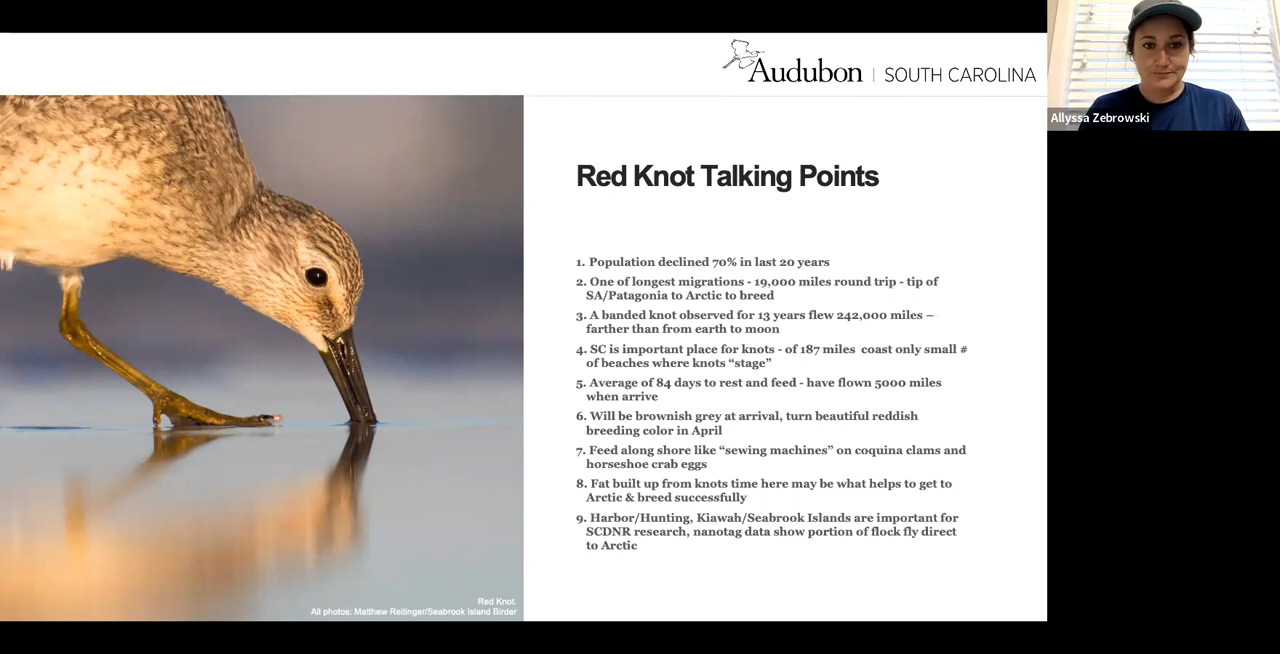 Audubon | SOUTH CAROLINA
Allyssa Zebrowski
Red Knot Talking Points
1. Population declined 70% in last 20 years
2. One of longest migrations - 19,000 miles round trip - tip of
SA/Patagonia to Arctic to breed
3. A banded knot observed for 13 years flew 242,000 miles –
farther than from earth to moon
4. SC is important place for knots - of 187 miles coast only small #
of beaches where knots “stage”
5. Average of 84 days to rest and feed - have flown 5000 miles
when arrive
6. Will be brownish grey at arrival, turn beautiful reddish
breeding color in April
7. Feed along shore like “sewing machines” on coquina clams and
horseshoe crab eggs
8. Fat built up from knots time here may be what helps to get to
Arctic & breed successfully
9. Harbor/Hunting, Kiawah/Seabrook Islands are important for
SCDNR research, nanotag data show portion of flock fly direct
to Arctic
Red Knot.
All photos: Matthew Reitinger/Seabrook Island Birder